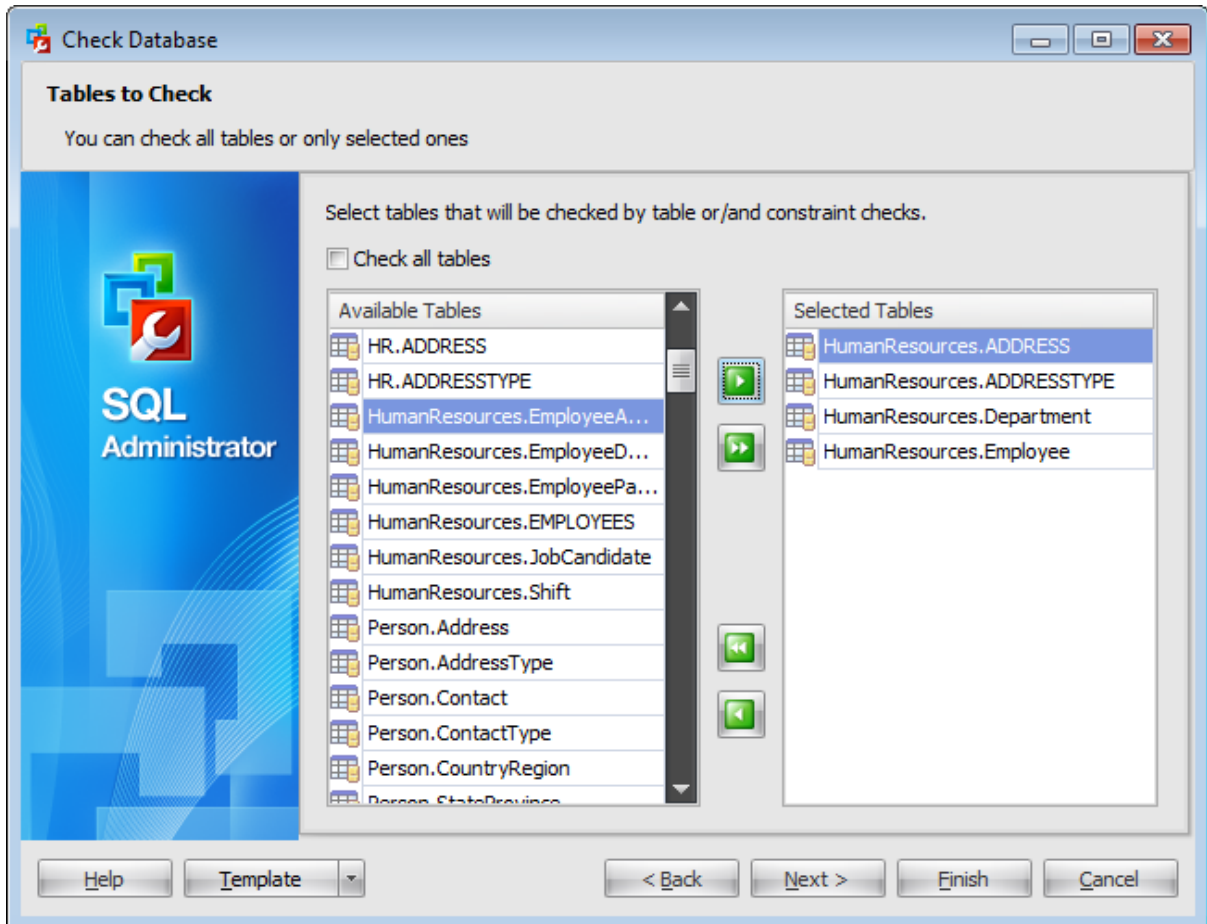 Check Database
Tables to Check
You can check all tables or only selected ones
SQL
Administrator
Select tables that will be checked by table or/and constraint checks.
Check all tables
Available Tables
HR.ADDRESS
HR.ADDRESSTYPE
HumanResources.EmployeeA...
HumanResources.EmployeeD...
HumanResources.EmployeePa...
HumanResources.EMPLOYEES
HumanResources.JobCandidate
HumanResources.Shift
Person.Address
Person.AddressType
Person.Contact
Person.ContactType
Person.CountryRegion
Person.StateProvince
Selected Tables
HumanResources.ADDRESS
HumanResources.ADDRESSTYPE
HumanResources.Department
HumanResources.Employee
Help
Template
< Back
Next >
Finish
Cancel